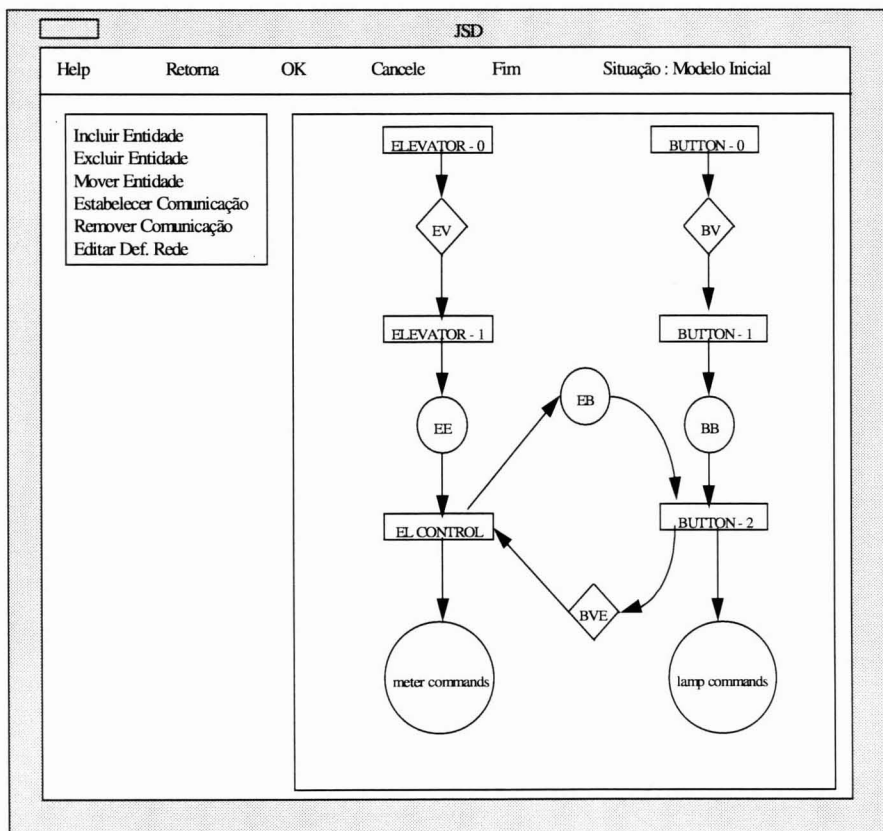 JSD
Help Retorna OK Cancele Fim Situação : Modelo Inicial
Incluir Entidade
Excluir Entidade
Mover Entidade
Estabelecer Comunicação
Remover Comunicação
Editar Def. Rede
ELEVATOR - 0 BUTTON - 0
EV BV
ELEVATOR - 1 BUTTON - 1
EB
EE BB
EL CONTROL BUTTON - 2
BVE
meter commands lamp commands